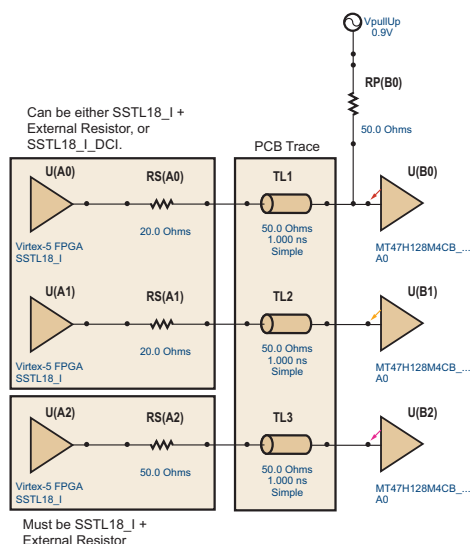 VpullUp
0.9V
RP(B0)
50.0 Ohms
Can be either SSTL18_I +
External Resistor, or
SSTL18_I_DCI.
PCB Trace
U(A0)
RS(A0)
TL1
U(B0)
20.0 Ohms
50.0 Ohms
1.000 ns
Simple
Virtex-5 FPGA
SSTL18_I
MT47H128M4CB_...
A0
U(A1)
RS(A1)
TL2
U(B1)
20.0 Ohms
50.0 Ohms
1.000 ns
Simple
Virtex-5 FPGA
SSTL18_I
MT47H128M4CB_...
A0
U(A2)
RS(A2)
TL3
U(B2)
50.0 Ohms
50.0 Ohms
1.000 ns
Simple
Virtex-5 FPGA
SSTL18_I
MT47H128M4CB_...
A0
Must be SSTL18_I +
External Resistor